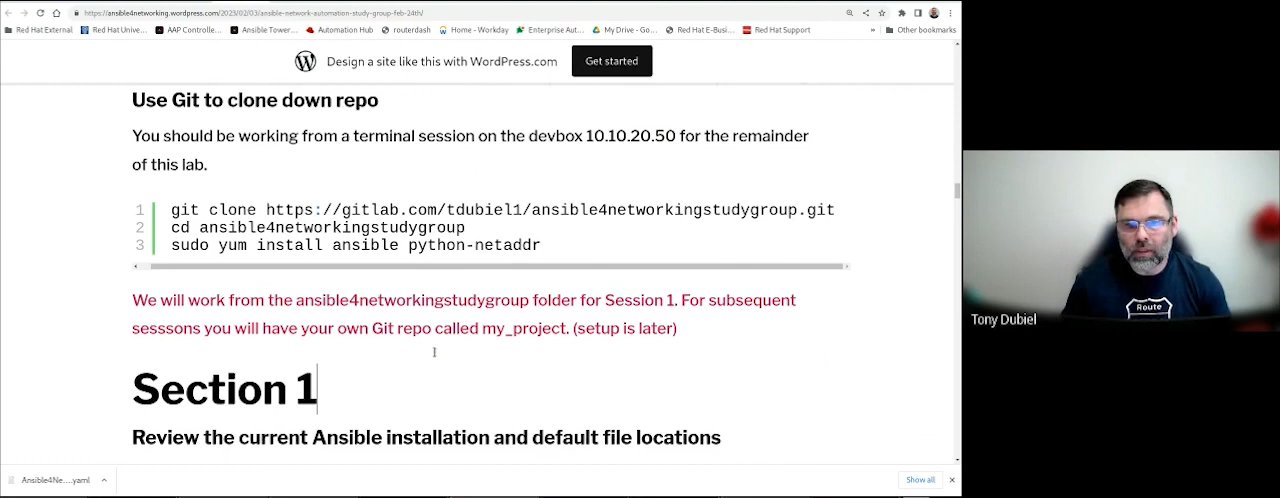 https://ansible4networking.wordpress.com/2023/02/03/ansible-network-automation-study-group-feb-24th/
Red Hat External
Red Hat Unive...
AAP Controlle...
Ansible Tower...
Automation Hub
routerdash
Home - Workday
Enterprise Aut...
My Drive - Go...
Red Hat E-Busi...
Red Hat Support
»
Other bookmarks
Design a site like this with WordPress.com
Get started
Use Git to clone down repo
You should be working from a terminal session on the devbox 10.10.20.50 for the remainder
of this lab.
1 git clone https://gitlab.com/tdubiel1/ansible4networkingstudygroup.git
2 cd ansible4networkingstudygroup
3 sudo yum install ansible python-netaddr
We will work from the ansible4networkingstudygroup folder for Session 1. For subsequent
sesssons you will have your own Git repo called my_project. (setup is later)
Section 1
Review the current Ansible installation and default file locations
Ansible4Ne....yaml
Show all
Route
Tony Dubiel